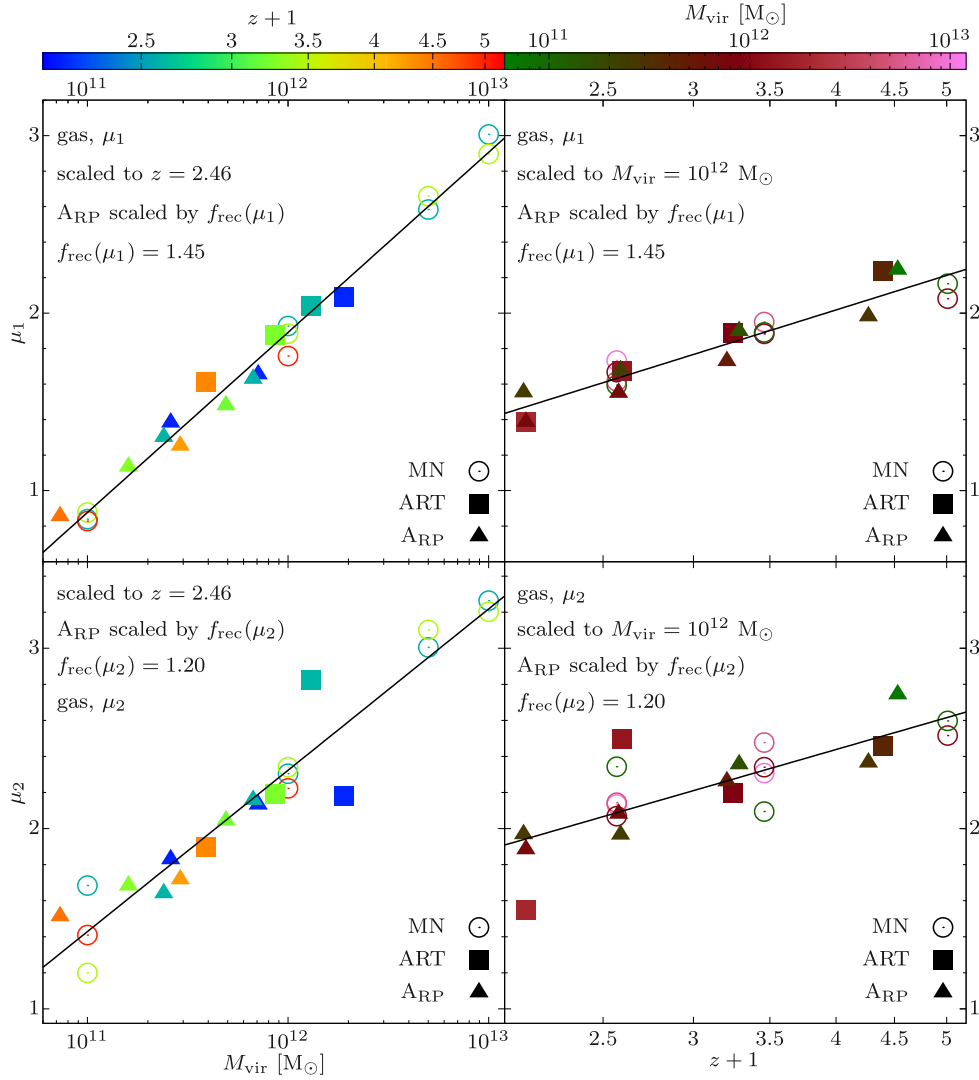 z + 1
M_vir [M_⊙]
2.5 3 3.5 4 4.5 5
10^11 10^12 10^13
10^11 10^12 10^13
2.5 3 3.5 4 4.5 5
gas, μ_1
scaled to z = 2.46
A_RP scaled by f_rec(μ_1)
f_rec(μ_1) = 1.45
MN
ART
A_RP
μ_1
3
2
1
gas, μ_1
scaled to M_vir = 10^12 M_⊙
A_RP scaled by f_rec(μ_1)
f_rec(μ_1) = 1.45
MN
ART
A_RP
3
2
1
scaled to z = 2.46
A_RP scaled by f_rec(μ_2)
f_rec(μ_2) = 1.20
gas, μ_2
MN
ART
A_RP
μ_2
3
2
1
gas, μ_2
scaled to M_vir = 10^12 M_⊙
A_RP scaled by f_rec(μ_2)
f_rec(μ_2) = 1.20
MN
ART
A_RP
3
2
1
10^11 10^12 10^13
M_vir [M_⊙]
2.5 3 3.5 4 4.5 5
z + 1